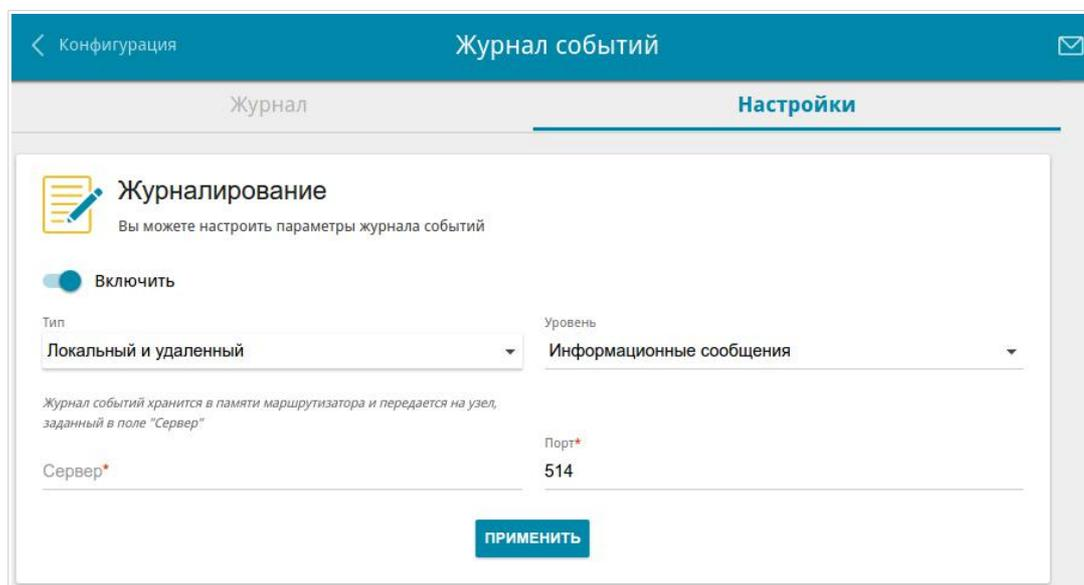 Конфигурация
Журнал событий
Журнал
Настройки
Журналирование
Вы можете настроить параметры журнала событий
Включить
Тип
Уровень
Локальный и удаленный
Информационные сообщения
Журнал событий хранится в памяти маршрутизатора и передается на узел,
заданный в поле "Сервер"
Порт*
Сервер*
514
ПРИМЕНИТЬ